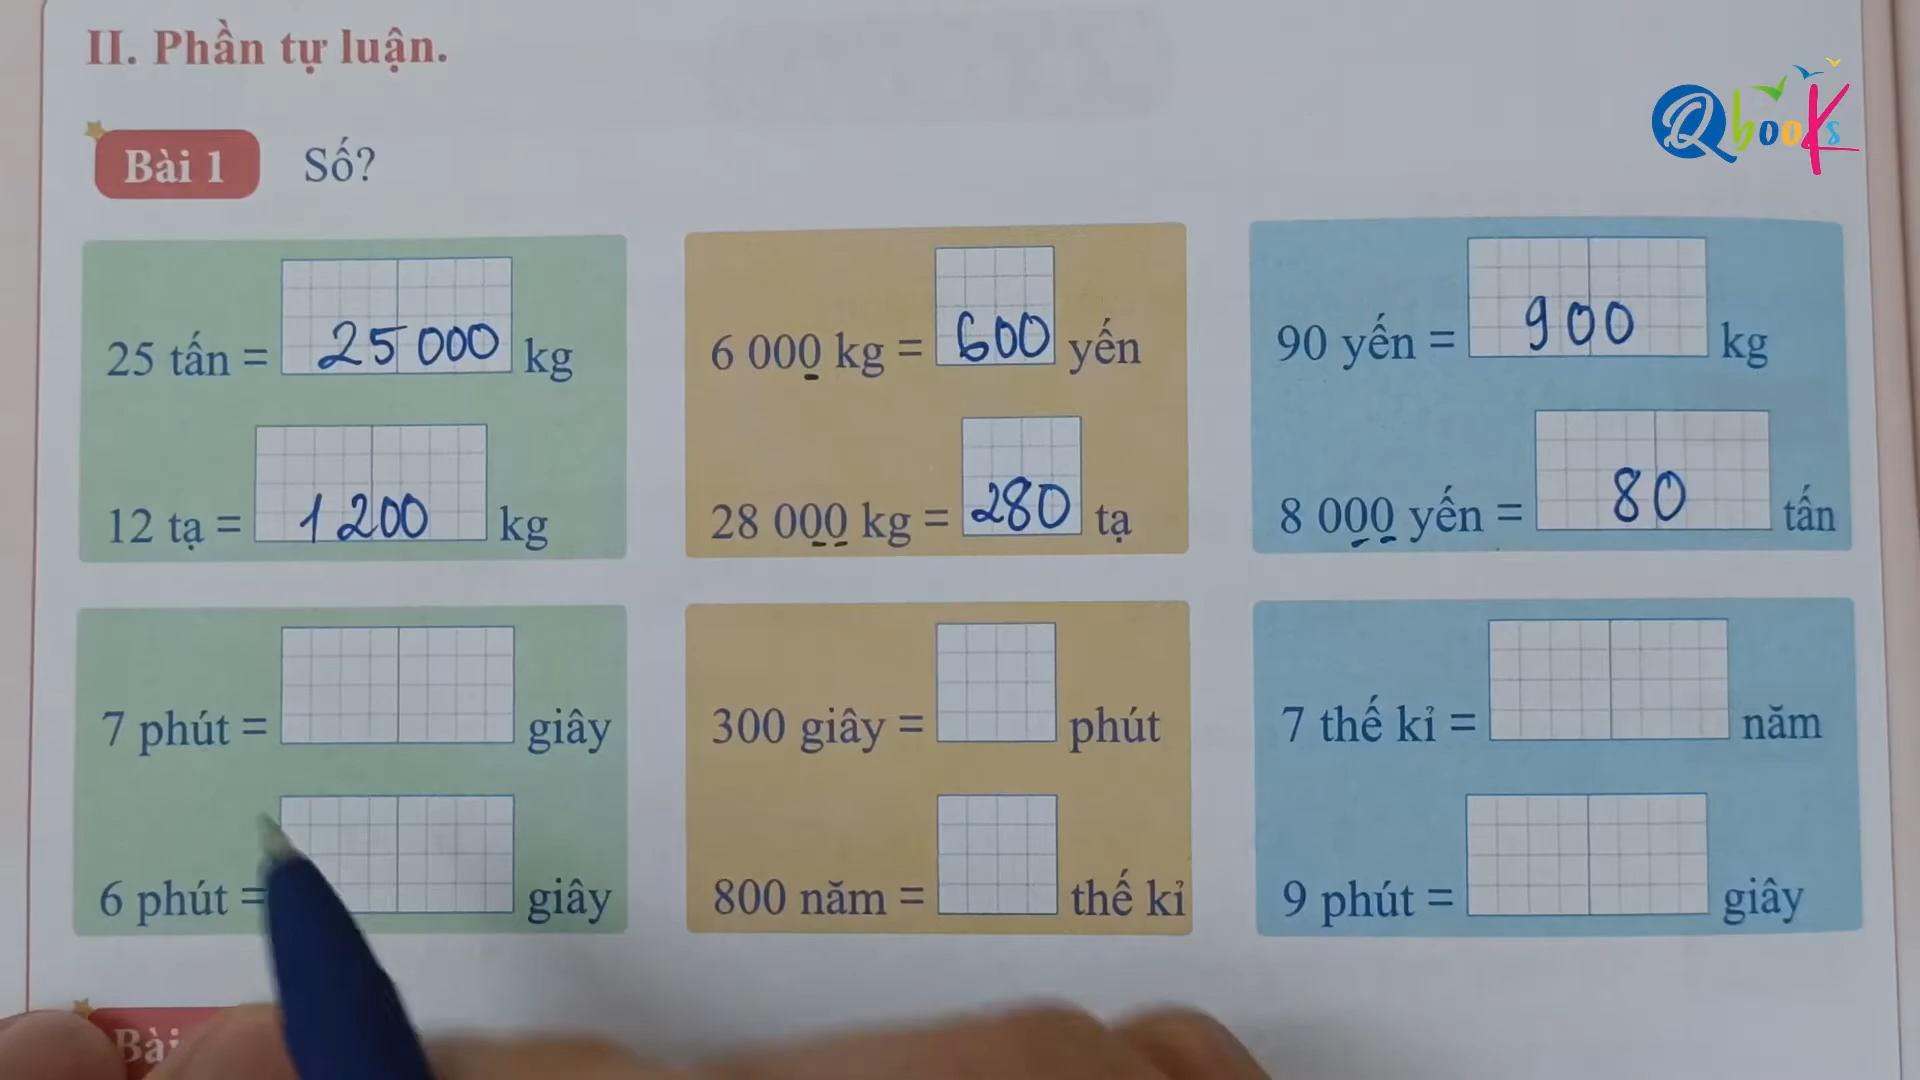 II. Phần tự luận.
Qbooks
Bài 1 Số?
25 tấn = 25 000 kg
12 tạ = 1 200 kg
6 000 kg = 600 yến
28 000 kg = 280 tạ
90 yến = 900 kg
8 000 yến = 80 tấn
7 phút = giây
6 phút = giây
300 giây = phút
800 năm = thế kỉ
7 thế kỉ = năm
9 phút = giây
Bài